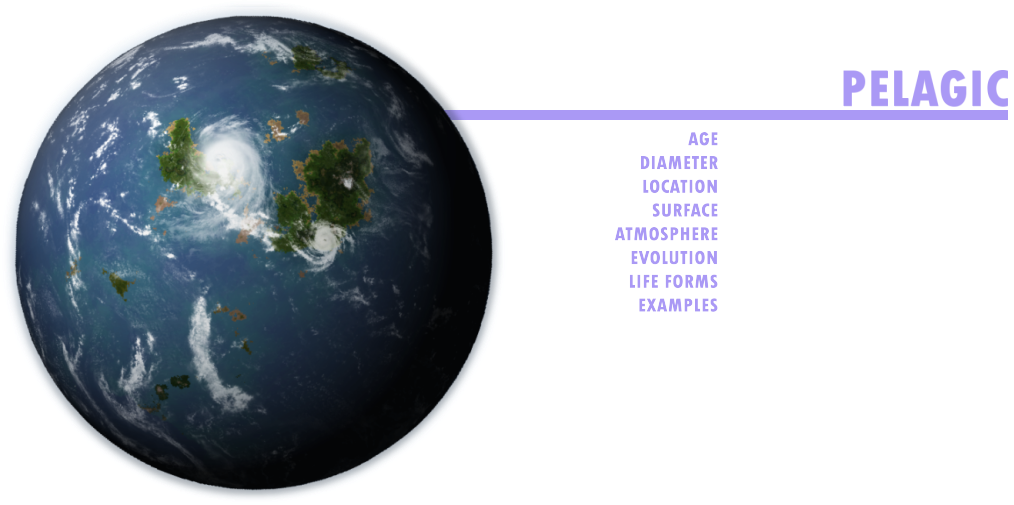 PELAGIC
AGE
DIAMETER
LOCATION
SURFACE
ATMOSPHERE
EVOLUTION
LIFE FORMS
EXAMPLES